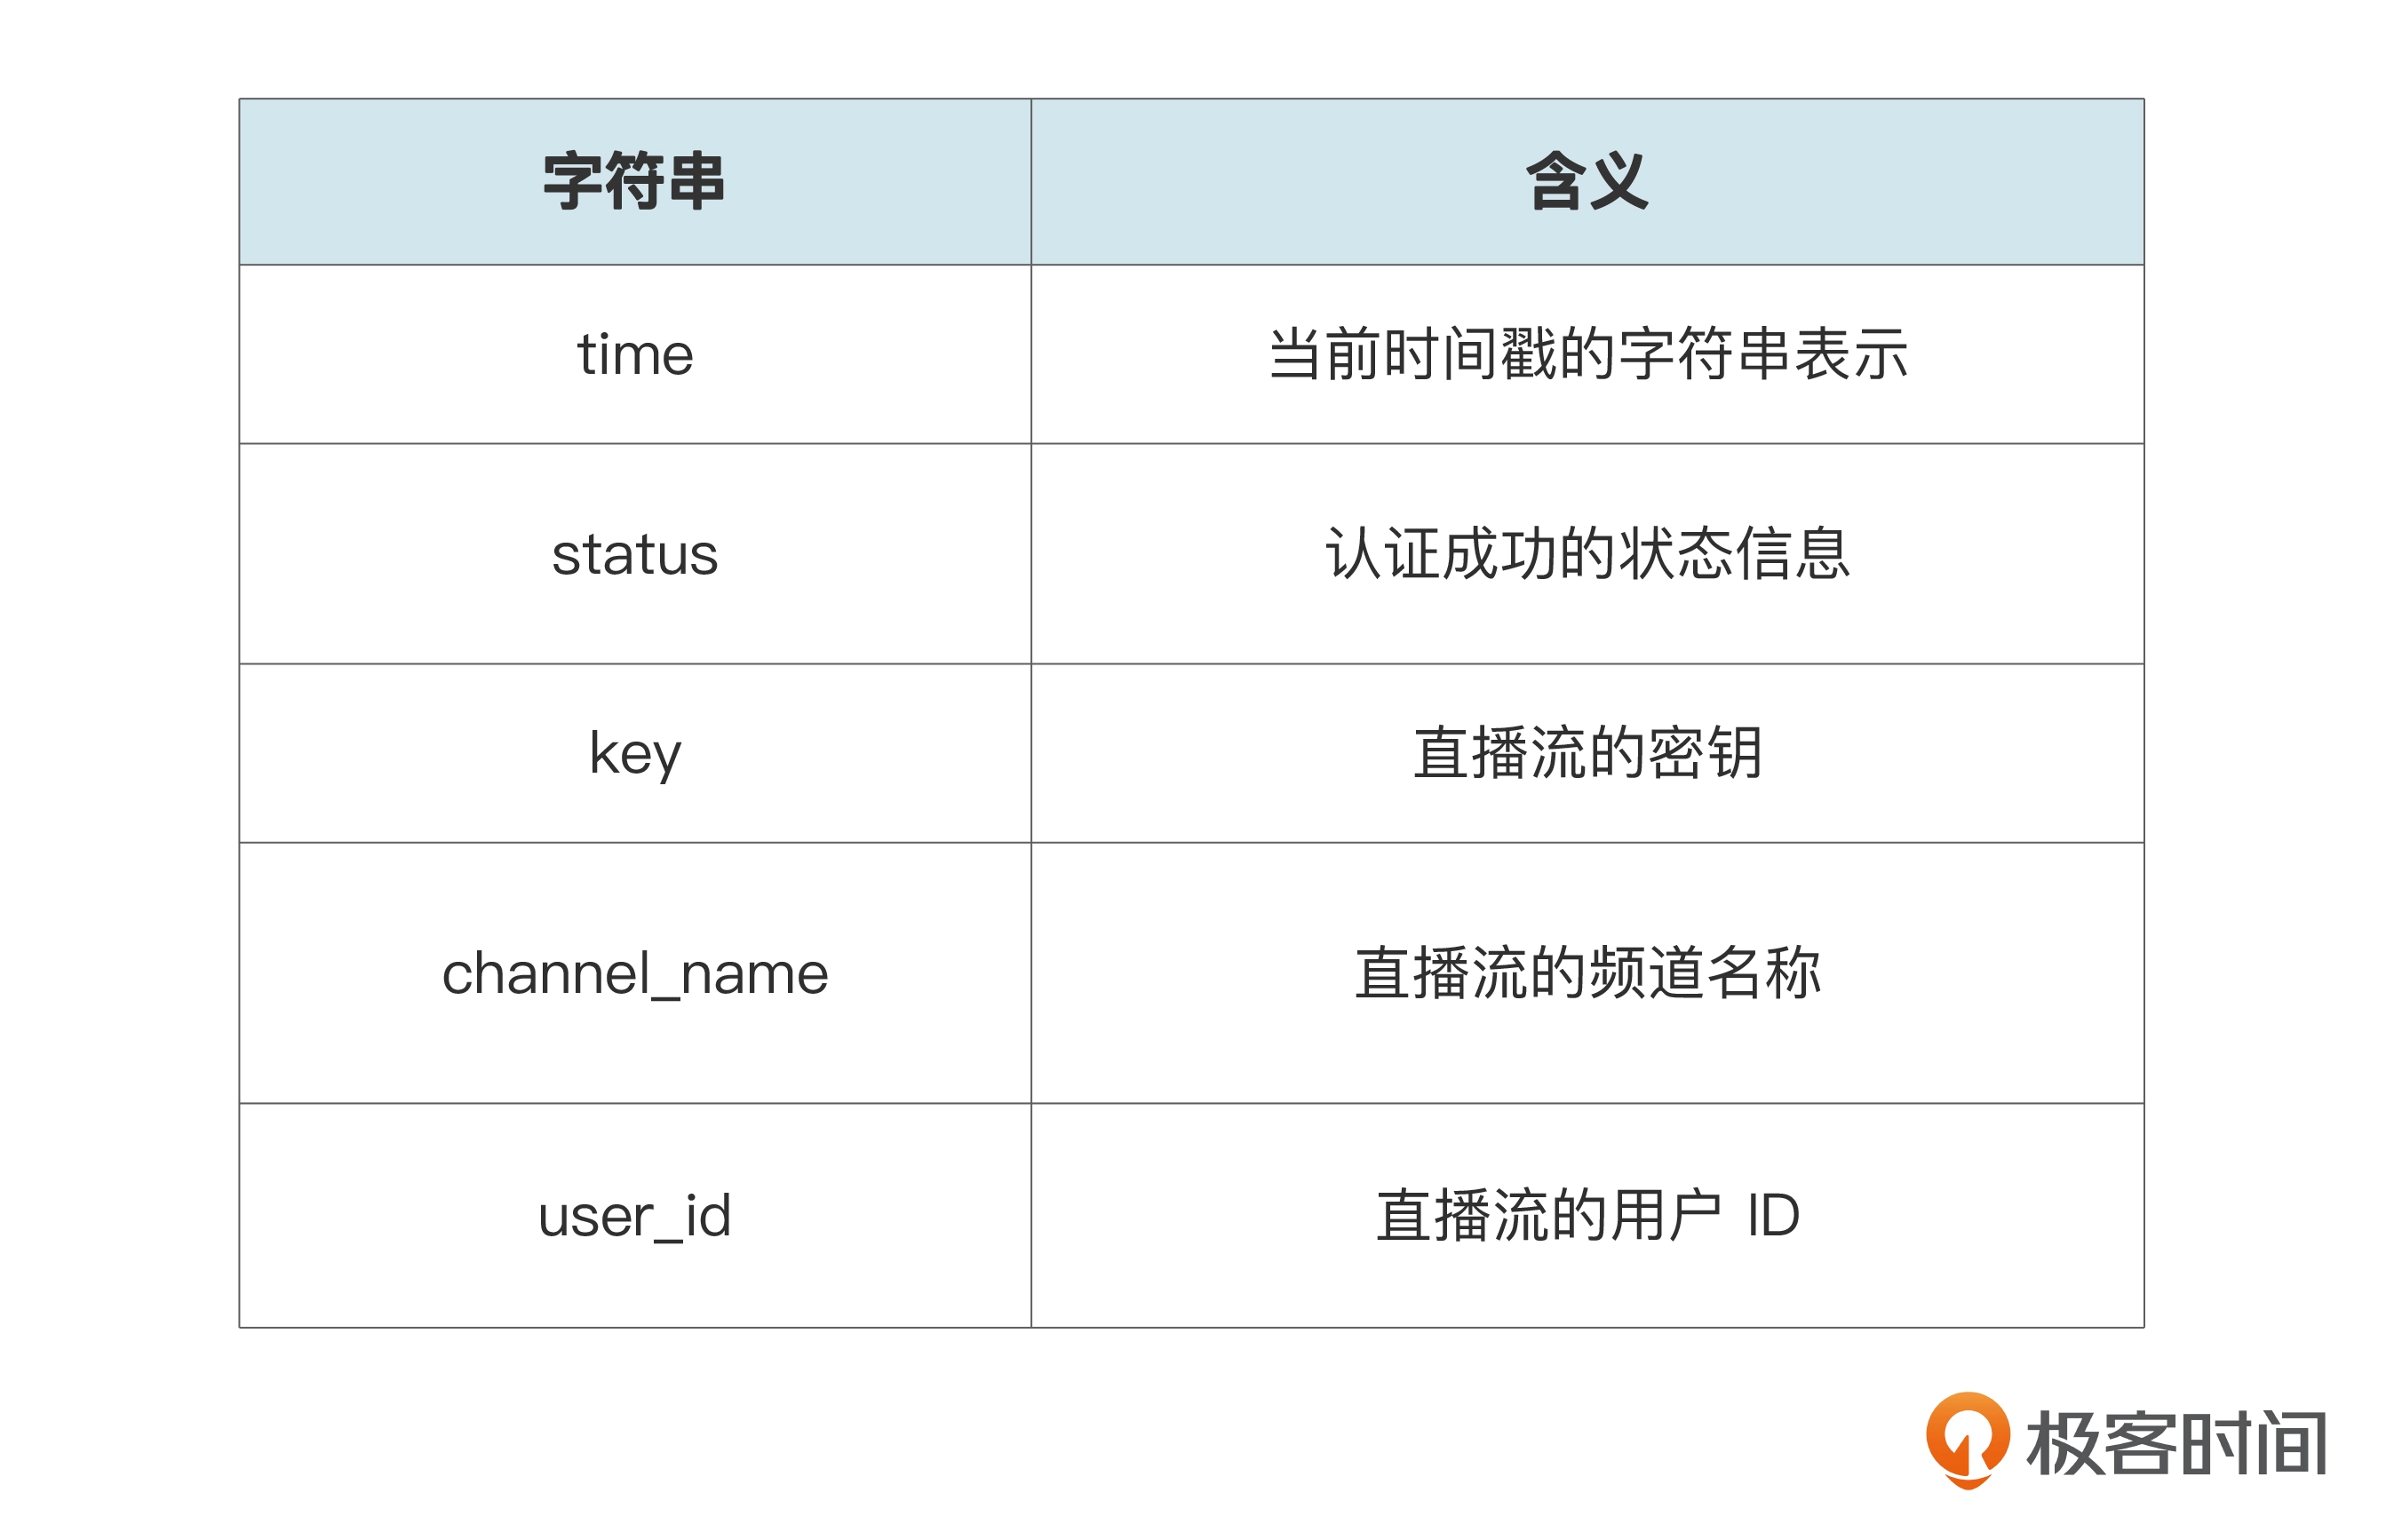 字符串 含义
time 当前时间戳的字符串表示
status 认证成功的状态信息
key 直播流的密钥
channel_name 直播流的频道名称
user_id 直播流的用户 ID
极客时间